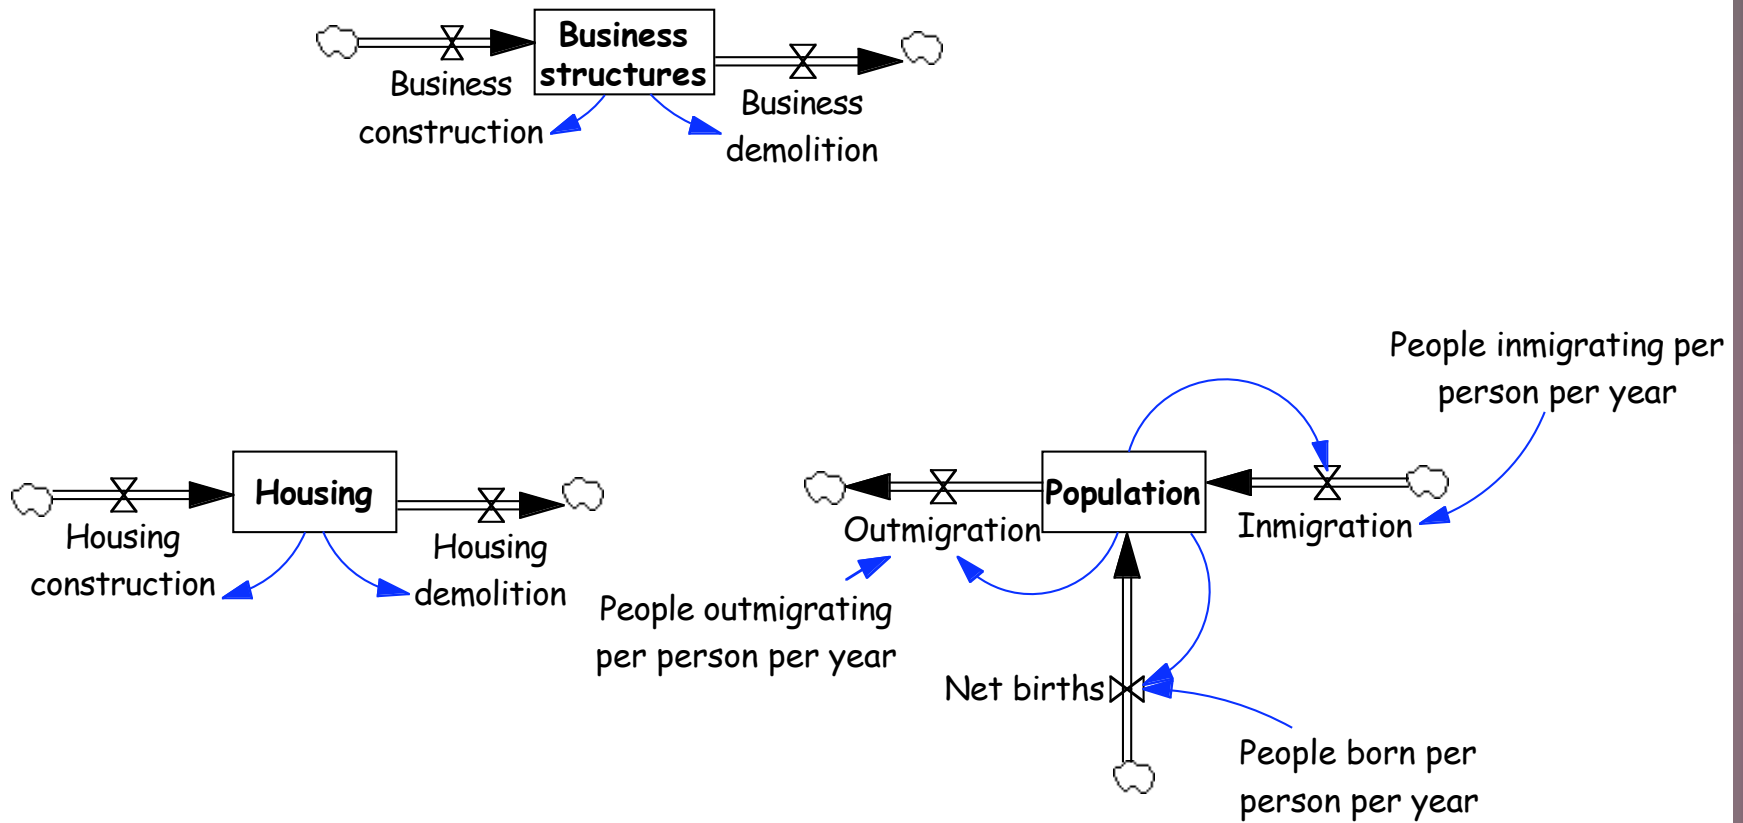 Business
structures
Business
construction
Business
demolition
People inmigrating per
person per year
Housing
Housing
construction
Housing
demolition
Population
Outmigration
Inmigration
People outmigrating
per person per year
Net births
People born per
person per year